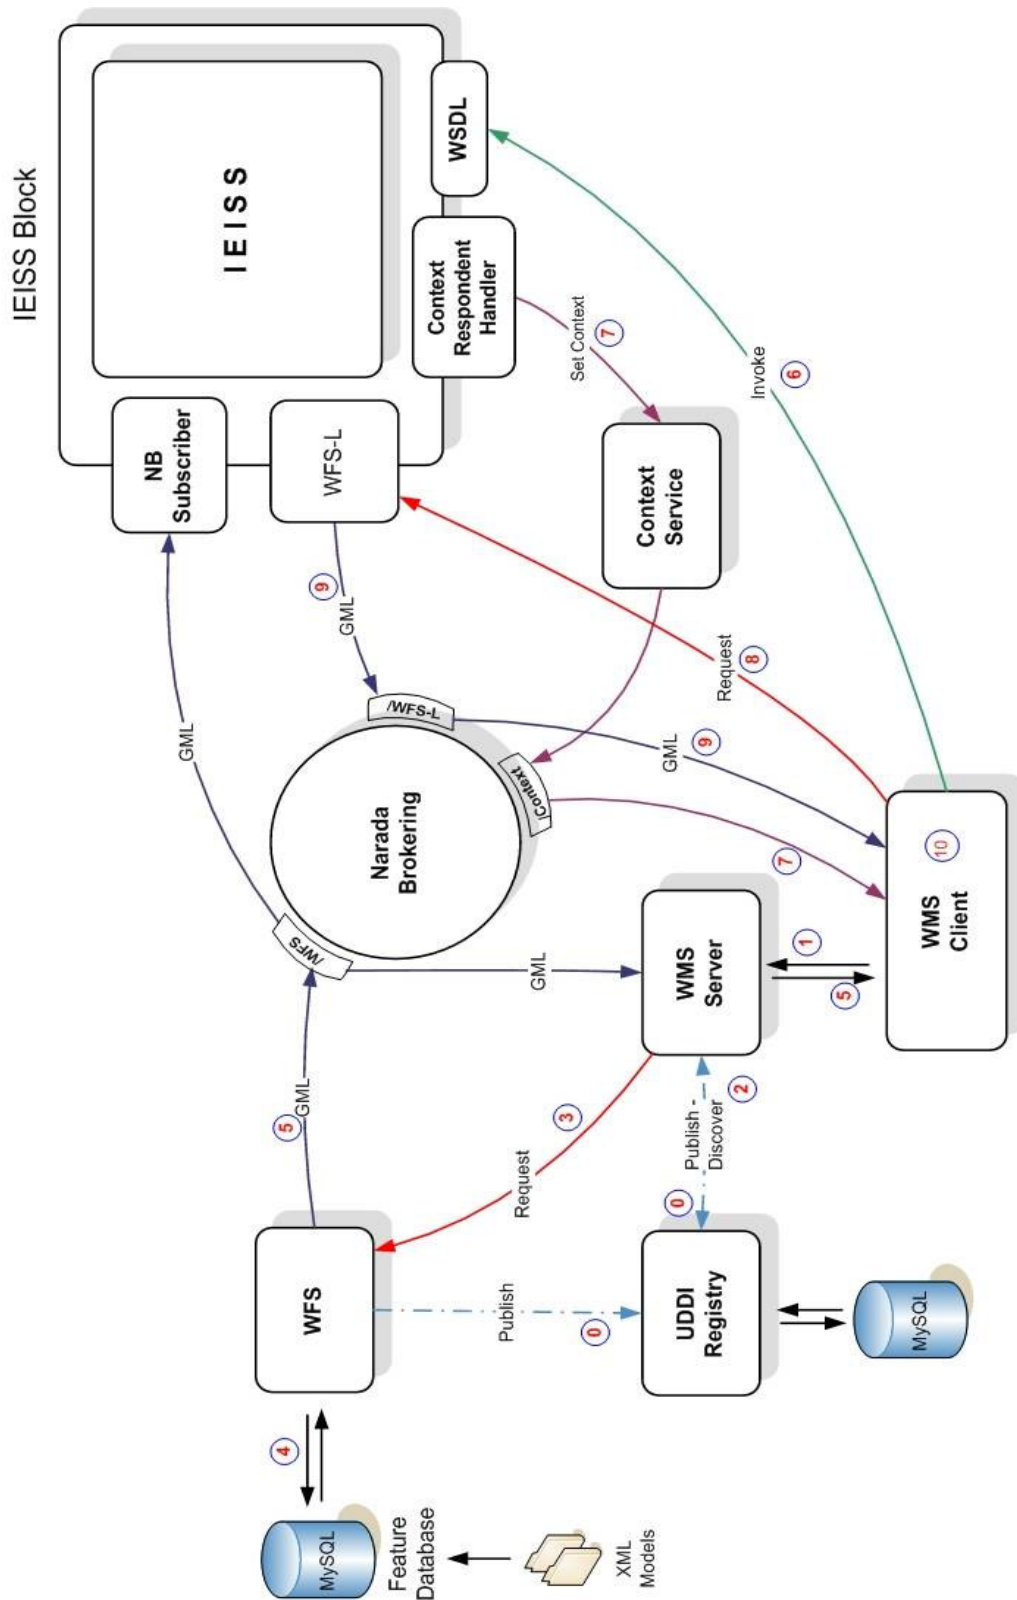 IEISS Block
I E I S S
NB
Subscriber
WFS-L
Context
Respondent
Handler
WSDL
GML
9
GML
Set Context
7
Invoke
6
Context
Service
Request
8
/WFS-L
/Context
/WFS
Narada
Brokering
GML
9
7
5
GML
GML
WMS
Server
1
5
WMS
Client
10
3
Request
2
Publish -
Discover
0
WFS
Publish
0
UDDI
Registry
MySQL
4
MySQL
Feature
Database
XML
Models